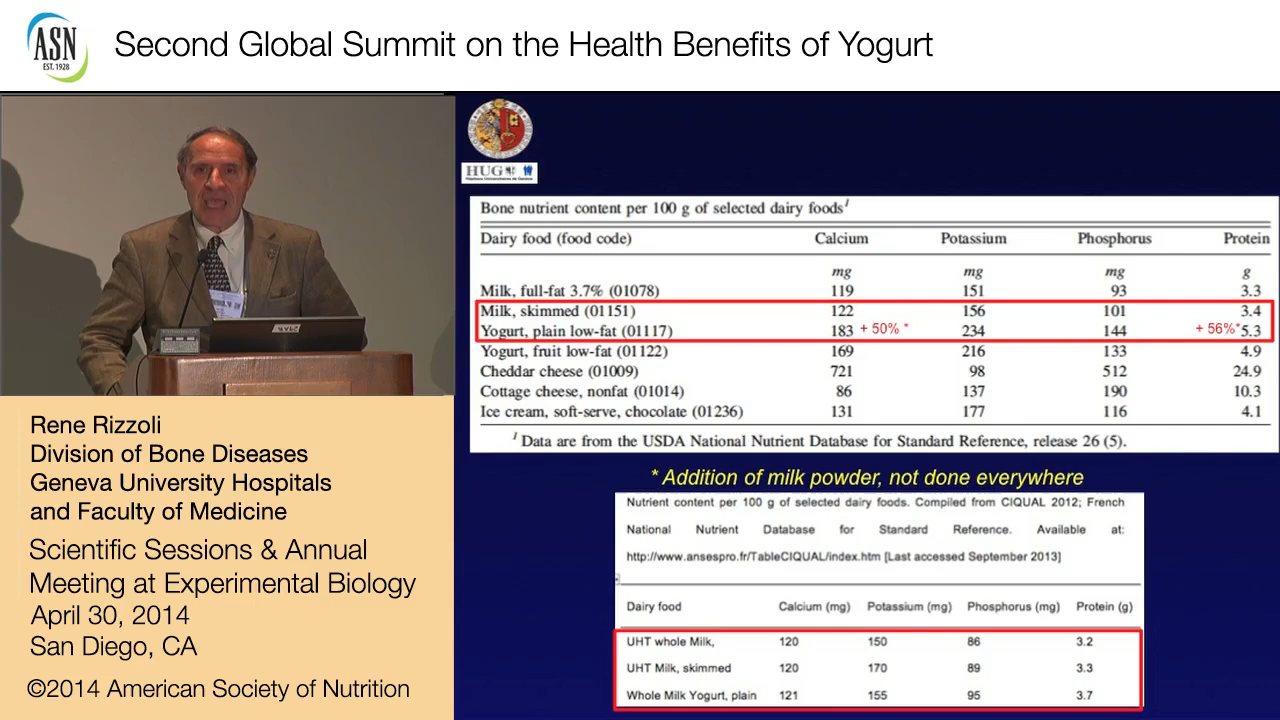 ASN
EST. 1928
Second Global Summit on the Health Benefits of Yogurt
Rene Rizzoli
Division of Bone Diseases
Geneva University Hospitals
and Faculty of Medicine
Scientific Sessions & Annual
Meeting at Experimental Biology
April 30, 2014
San Diego, CA
©2014 American Society of Nutrition
HUG
Hôpitaux Universitaires de Genève
Bone nutrient content per 100 g of selected dairy foods¹
Dairy food (food code) Calcium Potassium Phosphorus Protein
mg mg mg g
Milk, full-fat 3.7% (01078) 119 151 93 3.3
Milk, skimmed (01151) 122 156 101 3.4
Yogurt, plain low-fat (01117) 183 + 50% * 234 144 + 56%* 5.3
Yogurt, fruit low-fat (01122) 169 216 133 4.9
Cheddar cheese (01009) 721 98 512 24.9
Cottage cheese, nonfat (01014) 86 137 190 10.3
Ice cream, soft-serve, chocolate (01236) 131 177 116 4.1
¹ Data are from the USDA National Nutrient Database for Standard Reference, release 26 (5).
* Addition of milk powder, not done everywhere
Nutrient content per 100 g of selected dairy foods. Compiled from CIQUAL 2012; French
National Nutrient Database for Standard Reference. Available at:
http://www.ansespro.fr/TableCIQUAL/index.htm [Last accessed September 2013]
Dairy food Calcium (mg) Potassium (mg) Phosphorus (mg) Protein (g)
UHT whole Milk, 120 150 86 3.2
UHT Milk, skimmed 120 170 89 3.3
Whole Milk Yogurt, plain 121 155 95 3.7